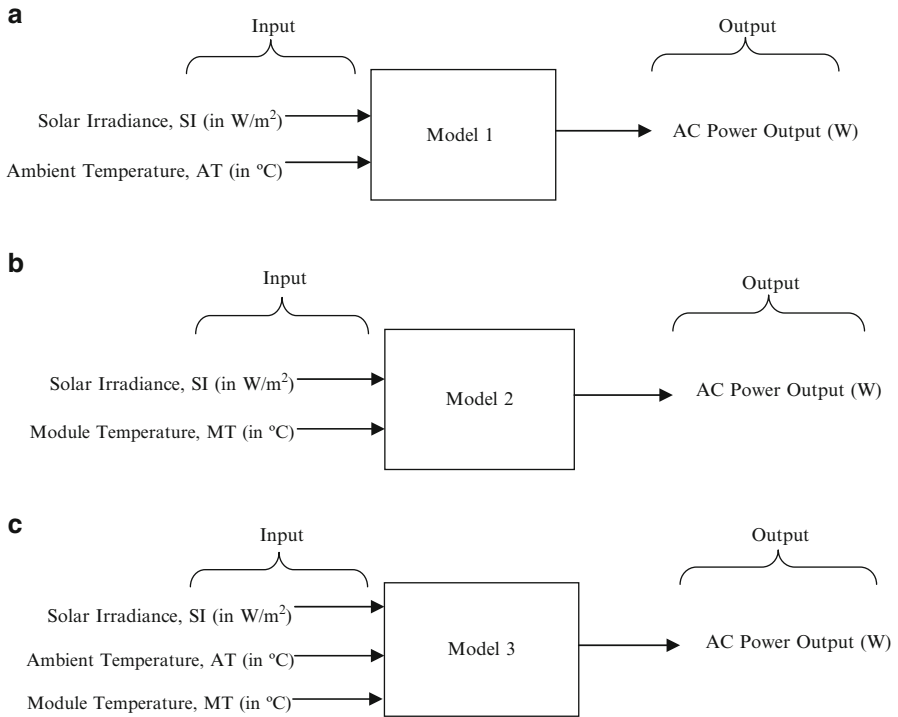 a
Input
Output
Solar Irradiance, SI (in W/m²)
Model 1
AC Power Output (W)
Ambient Temperature, AT (in ºC)
b
Input
Output
Solar Irradiance, SI (in W/m²)
Model 2
AC Power Output (W)
Module Temperature, MT (in ºC)
c
Input
Output
Solar Irradiance, SI (in W/m²)
Ambient Temperature, AT (in ºC)
Model 3
AC Power Output (W)
Module Temperature, MT (in ºC)